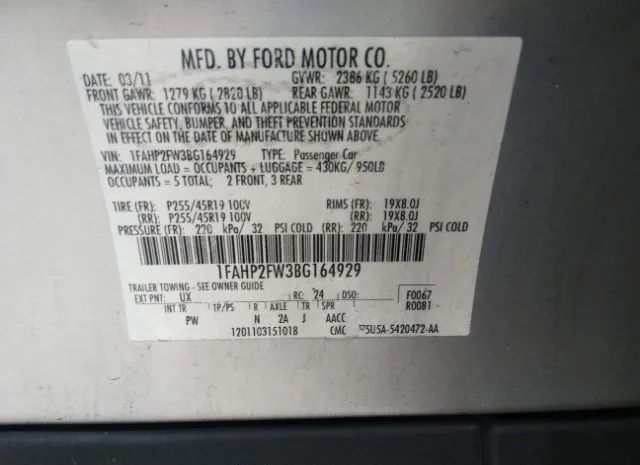 MFD. BY FORD MOTOR CO.
DATE: 03/11 GVWR: 2386 KG ( 5260 LB)
FRONT GAWR: 1279 KG ( 2820 LB) REAR GAWR: 1143 KG ( 2520 LB)
THIS VEHICLE CONFORMS TO ALL APPLICABLE FEDERAL MOTOR
VEHICLE SAFETY, BUMPER, AND THEFT PREVENTION STANDARDS
IN EFFECT ON THE DATE OF MANUFACTURE SHOWN ABOVE.
VIN: 1FAHP2FW3BG164929 TYPE: Passenger Car
MAXIMUM LOAD = OCCUPANTS + LUGGAGE = 430KG/ 950LB
OCCUPANTS = 5 TOTAL: 2 FRONT, 3 REAR
TIRE (FR): P255/45R19 100V RIMS (FR): 19X8.0J
(RR): P255/45R19 100V (RR): 19X8.0J
PRESSURE (FR): 220 kPa/ 32 PSI COLD (RR): 220 kPa/ 32 PSI COLD
1FAHP2FW3BG164929
TRAILER TOWING - SEE OWNER GUIDE
EXT PNT: UX RC: 24 DSO: F0067
WB INT TR TP/PS R AXLE TR SPR R0081
PW N 2A J AACC
1201103151018 CMC 5U5A-5420472-AA